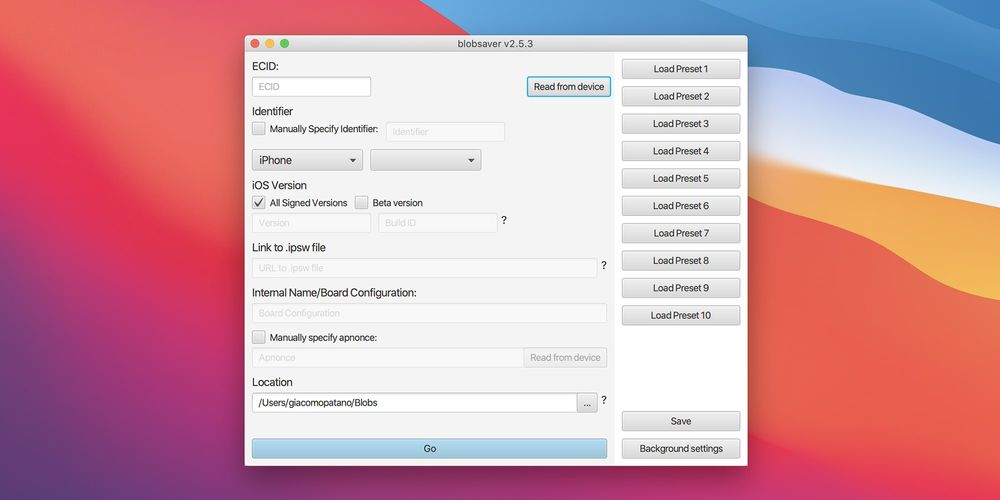 blobsaver v2.5.3
ECID:
ECID
Read from device
Identifier
Manually Specify Identifier:
Identifier
iPhone
iOS Version
All Signed Versions
Beta version
Version
Build ID
?
Link to .ipsw file
URL to .ipsw file
?
Internal Name/Board Configuration:
Board Configuration
Manually specify apnonce:
Apnonce
Read from device
Location
/Users/giacomopatano/Blobs
...
?
Go
Load Preset 1
Load Preset 2
Load Preset 3
Load Preset 4
Load Preset 5
Load Preset 6
Load Preset 7
Load Preset 8
Load Preset 9
Load Preset 10
Save
Background settings